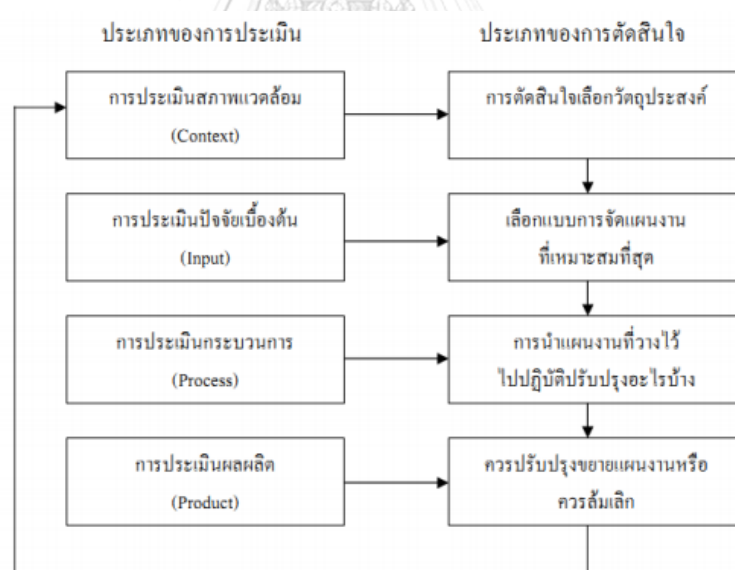 ประเภทของการประเมิน
ประเภทของการตัดสินใจ
การประเมินสภาพแวดล้อม
(Context)
การตัดสินใจเลือกวัตถุประสงค์
การประเมินปัจจัยเบื้องต้น
(Input)
เลือกแบบการจัดแผนงาน
ที่เหมาะสมที่สุด
การประเมินกระบวนการ
(Process)
การนำแผนงานที่วางไว้
ไปปฏิบัติปรับปรุงอะไรบ้าง
การประเมินผลผลิต
(Product)
ควรปรับปรุงขยายแผนงานหรือ
ควรล้มเลิก